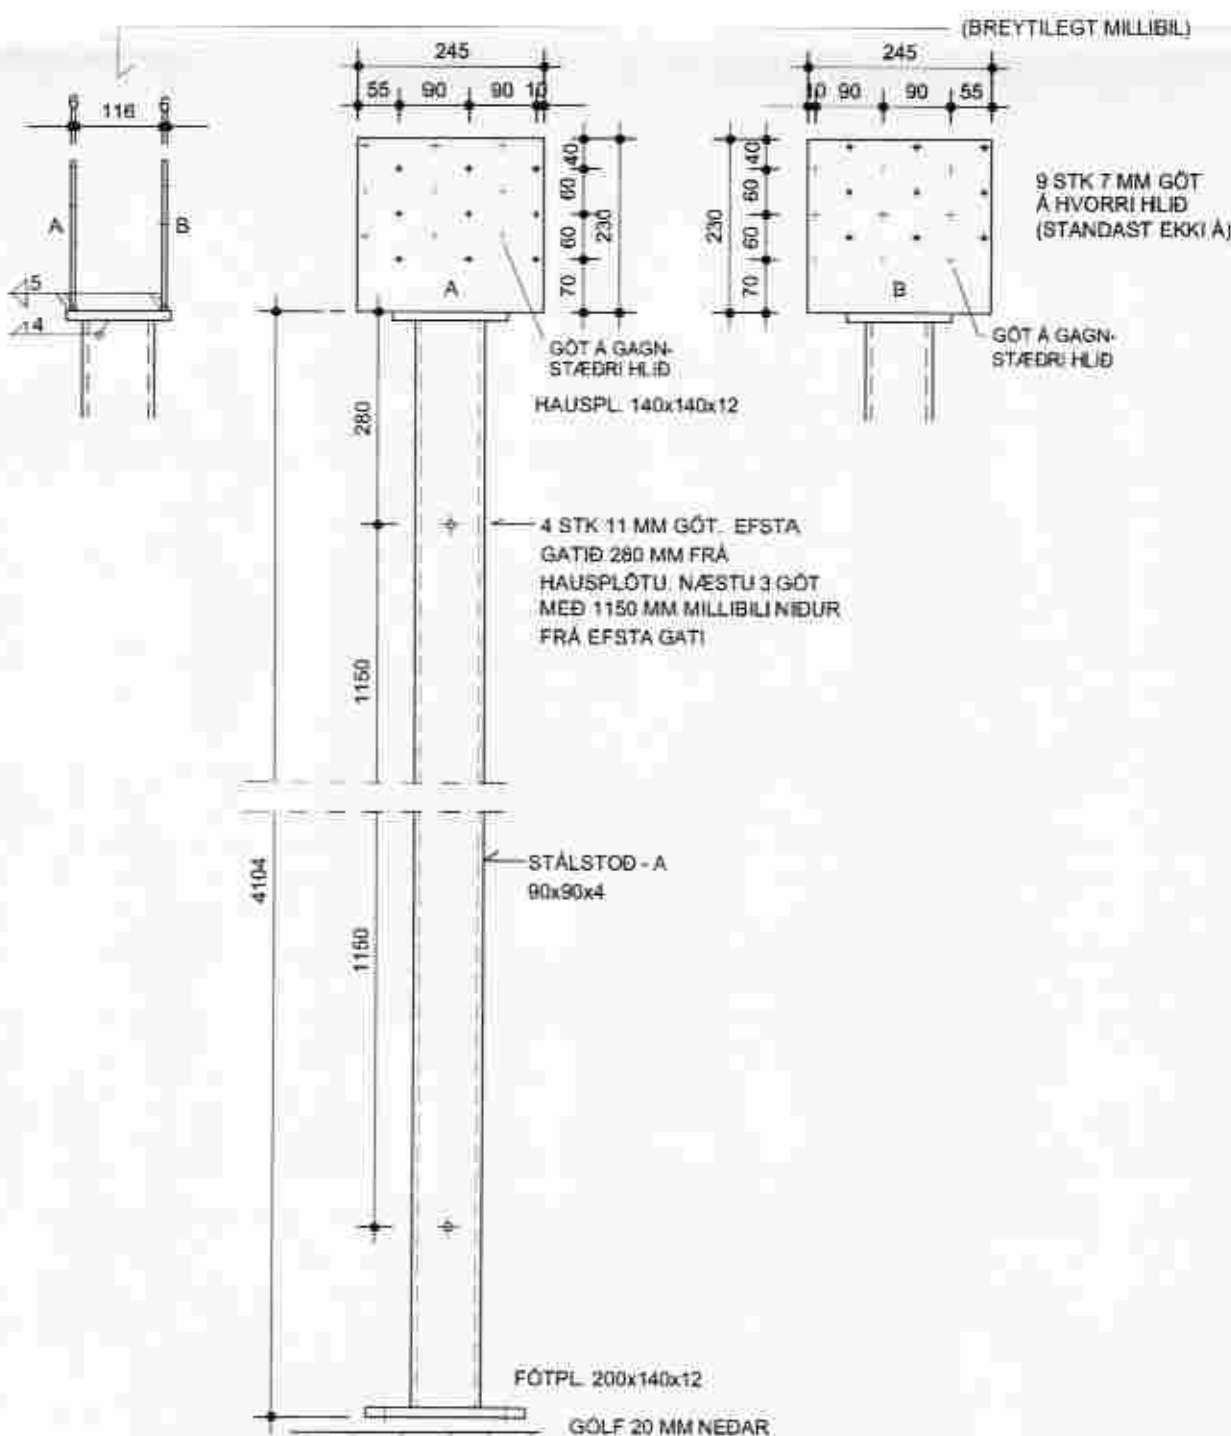 (BREYTILEGT MILLIBIL)
245
245
55 90 90 10
10 90 90 55
6 116 6
40
60
60
70
230
230
40
60
60
70
9 STK 7 MM GÖT
Á HVORRI HLIÐ
(STANDAST EKKI Á)
A
B
A
B
5
4
GÖT Á GAGN-
STÆÐRI HLIÐ
GÖT Á GAGN-
STÆÐRI HLIÐ
HAUSPL. 140x140x12
280
4 STK 11 MM GÖT. EFSTA
GATIÐ 280 MM FRÁ
HAUSPLÖTU. NÆSTU 3 GÖT
MEÐ 1150 MM MILLIBILI NIÐUR
FRÁ EFSTA GATI
1150
4104
STÁLSTOÐ - A
90x90x4
1150
FÓTPL. 200x140x12
GÓLF 20 MM NEÐAR